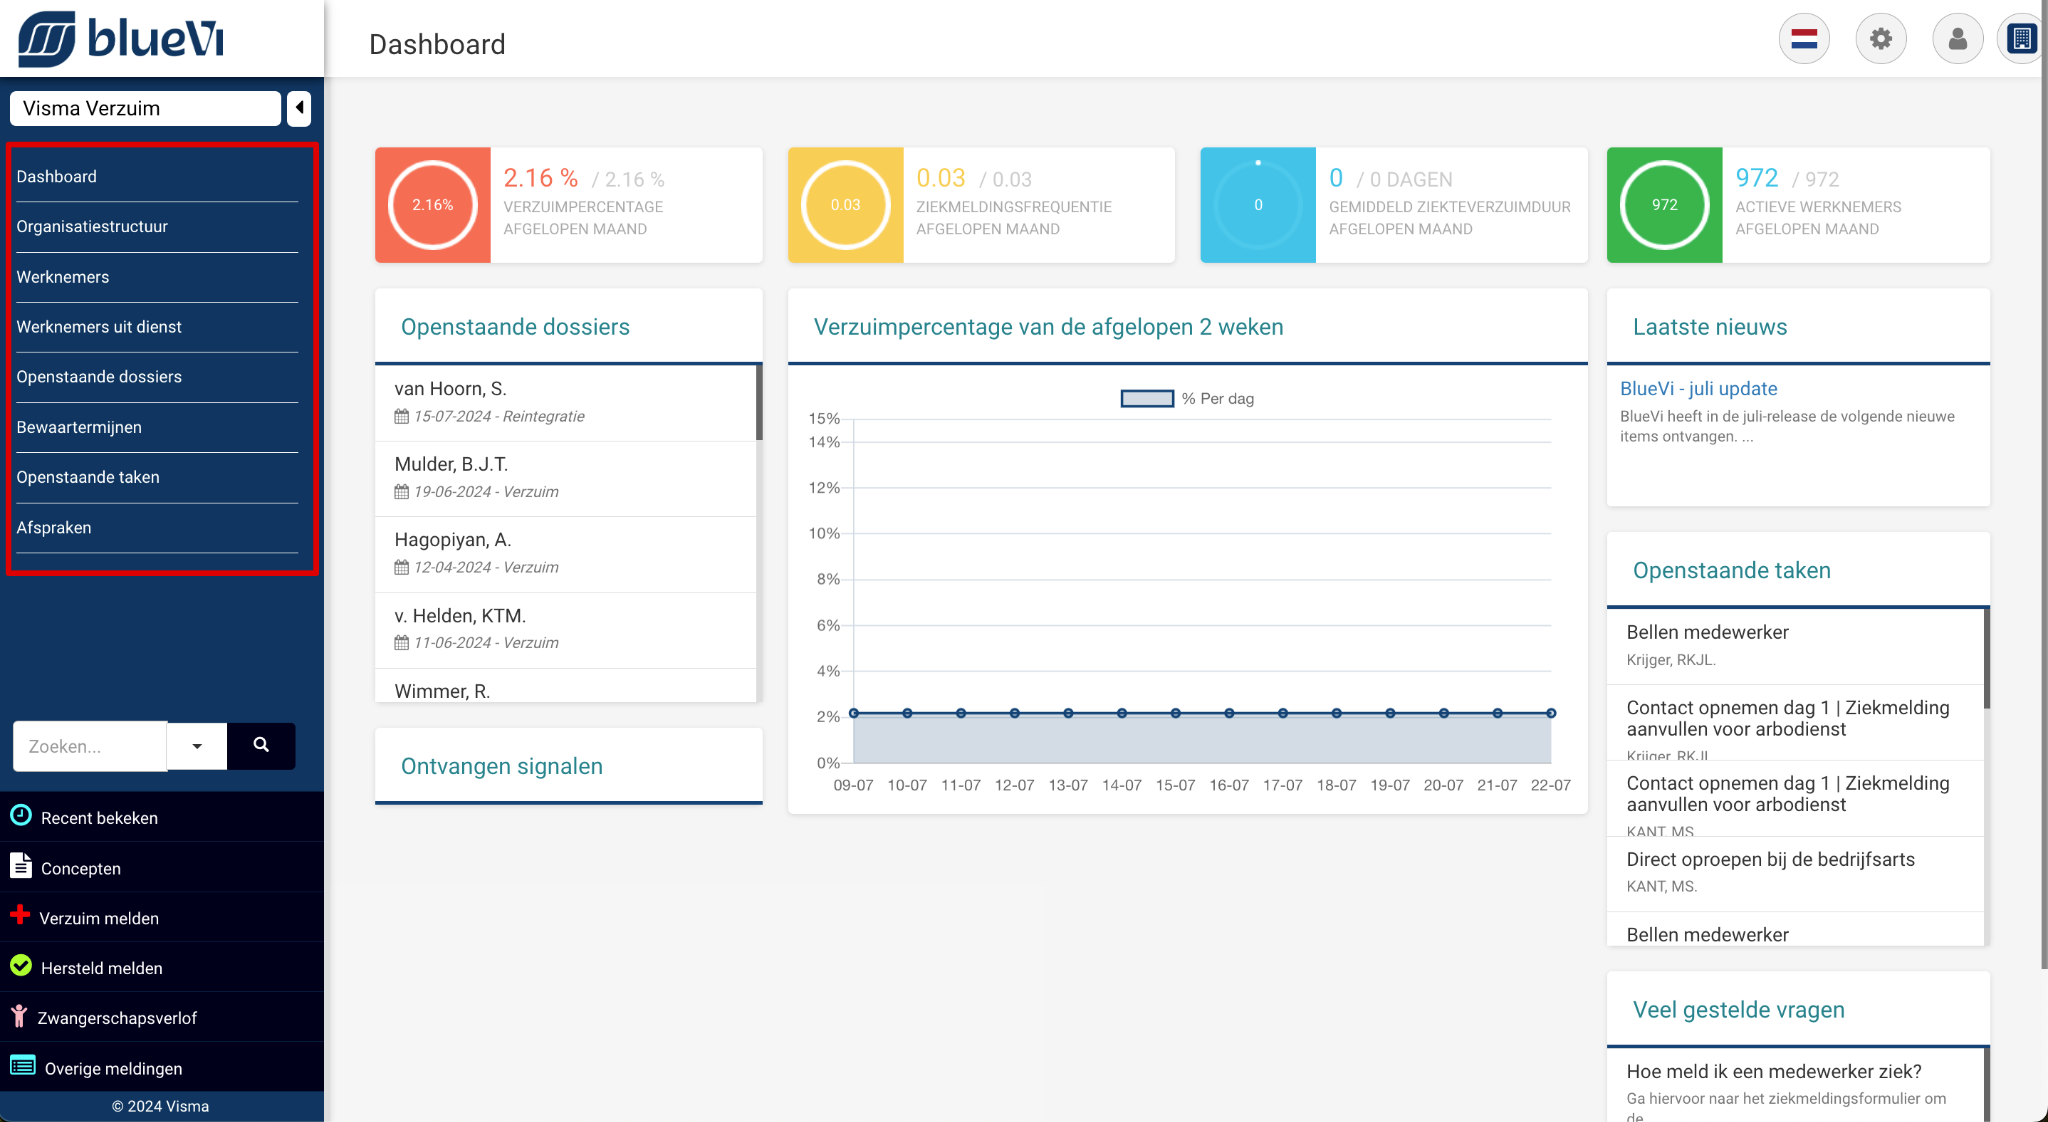 blueVi
Dashboard
Visma Verzuim
Dashboard
Organisatiestructuur
Werknemers
Werknemers uit dienst
Openstaande dossiers
Bewaartermijnen
Openstaande taken
Afspraken
Zoeken...
Recent bekeken
Concepten
Verzuim melden
Hersteld melden
Zwangerschapsverlof
Overige meldingen
© 2024 Visma
2.16%
2.16 % / 2.16 %
VERZUIMPERCENTAGE
AFGELOPEN MAAND
0.03
0.03 / 0.03
ZIEKMELDINGSFREQUENTIE
AFGELOPEN MAAND
0
0 / 0 DAGEN
GEMIDDELD ZIEKTEVERZUIMDUUR
AFGELOPEN MAAND
972
972 / 972
ACTIEVE WERKNEMERS
AFGELOPEN MAAND
Openstaande dossiers
van Hoorn, S.
15-07-2024 - Reintegratie
Mulder, B.J.T.
19-06-2024 - Verzuim
Hagopiyan, A.
12-04-2024 - Verzuim
v. Helden, KTM.
11-06-2024 - Verzuim
Wimmer, R.
Ontvangen signalen
Verzuimpercentage van de afgelopen 2 weken
% Per dag
15%
14%
12%
10%
8%
6%
4%
2%
0%
09-07 10-07 11-07 12-07 13-07 14-07 15-07 16-07 17-07 18-07 19-07 20-07 21-07 22-07
Laatste nieuws
BlueVi - juli update
BlueVi heeft in de juli-release de volgende nieuwe
items ontvangen. ...
Openstaande taken
Bellen medewerker
Krijger, RKJL.
Contact opnemen dag 1 | Ziekmelding
aanvullen voor arbodienst
Krijger, RKJL
Contact opnemen dag 1 | Ziekmelding
aanvullen voor arbodienst
KANT, MS
Direct oproepen bij de bedrijfsarts
KANT, MS.
Bellen medewerker
Veel gestelde vragen
Hoe meld ik een medewerker ziek?
Ga hiervoor naar het ziekmeldingsformulier om
de